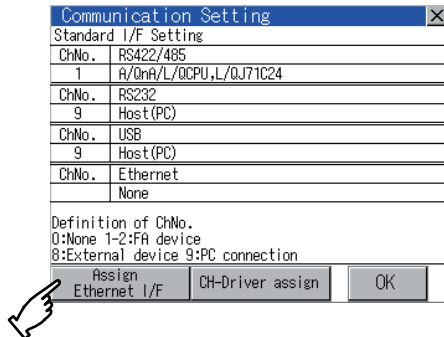 Communication Setting
Standard I/F Setting
ChNo. RS422/485
1 A/QnA/L/QCPU,L/QJ71C24
ChNo. RS232
9 Host(PC)
ChNo. USB
9 Host(PC)
ChNo. Ethernet
None
Definition of ChNo.
0:None 1-2:FA device
8:External device 9:PC connection
Assign
Ethernet I/F
CH-Driver assign
OK